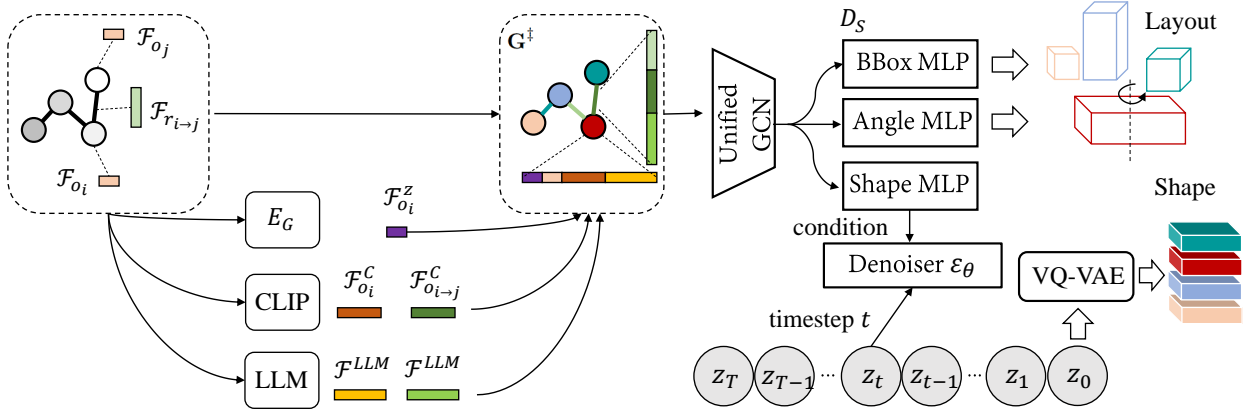 $\mathcal{F}_{o_j}$
$\mathcal{F}_{r_{i \to j}}$
$\mathcal{F}_{o_i}$
$\mathbf{G}^{\ddagger}$
Unified
GCN
$D_S$
BBox MLP
Angle MLP
Shape MLP
Layout
Shape
$E_G$
$\mathcal{F}_{o_i}^{z}$
CLIP
$\mathcal{F}_{o_i}^{C}$ $\mathcal{F}_{o_{i \to j}}^{C}$
LLM
$\mathcal{F}^{LLM}$ $\mathcal{F}^{LLM}$
condition
Denoiser $\varepsilon_\theta$
VQ-VAE
timestep $t$
$z_T$ $z_{T-1}$ ··· $z_t$ $z_{t-1}$ ··· $z_1$ $z_0$